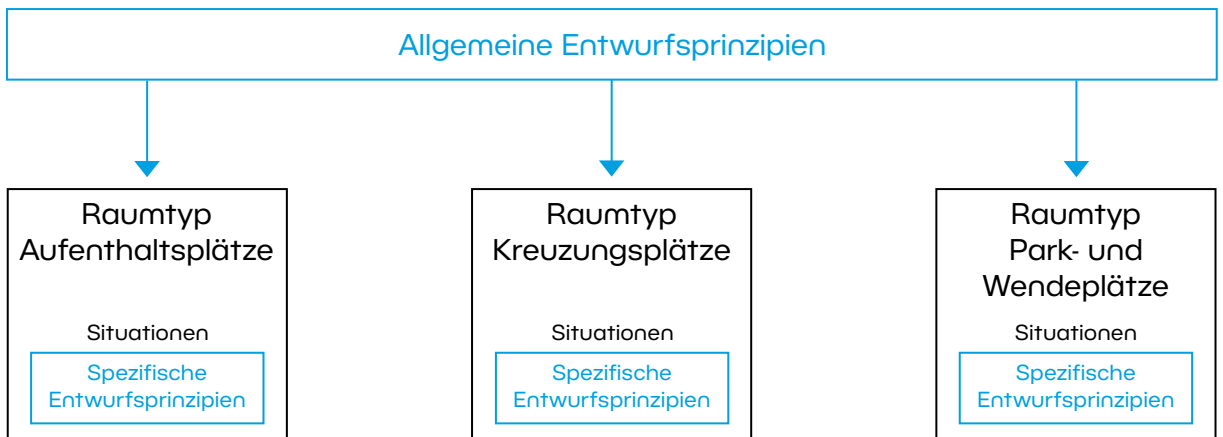 Allgemeine Entwurfsprinzipien
Raumtyp
Aufenthaltsplätze
Situationen
Spezifische
Entwurfsprinzipien
Raumtyp
Kreuzungsplätze
Situationen
Spezifische
Entwurfsprinzipien
Raumtyp
Park- und
Wendeplätze
Situationen
Spezifische
Entwurfsprinzipien